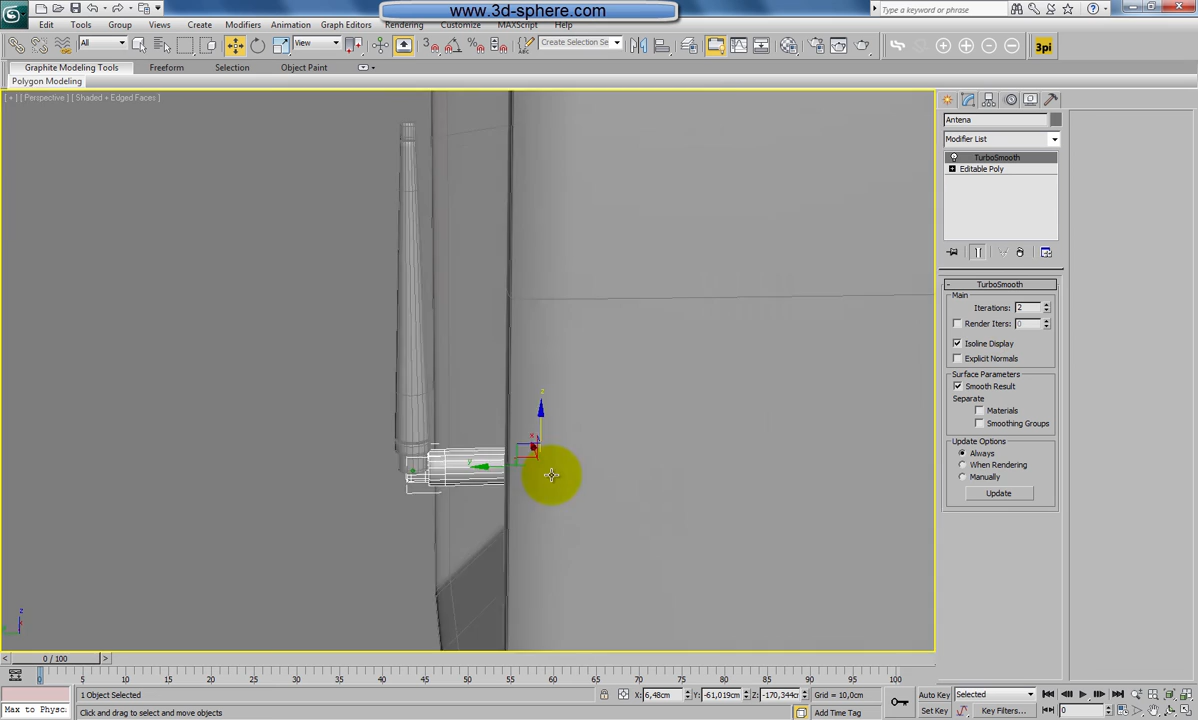 www.3d-sphere.com
Type a keyword or phrase
Edit Tools Group Views Create Modifiers Animation Graph Editors Rendering Customize MAXScript Help
All View Create Selection Se 3pi
Graphite Modeling Tools Freeform Selection Object Paint
Polygon Modeling
[ + ] [ Perspective ] [ Shaded + Edged Faces ]
Antena
Modifier List
TurboSmooth
Editable Poly
TurboSmooth
Main
Iterations: 2
Render Iters: 0
Isoline Display
Explicit Normals
Surface Parameters
Smooth Result
Separate
Materials
Smoothing Groups
Update Options
Always
When Rendering
Manually
Update
z
x
y
z
0 / 100
0 5 10 15 20 25 30 35 40 45 50 55 60 65 70 75 80 85 90 95 100
1 Object Selected X: 6,48cm Y: -61,019cm Z: -170,344cm Grid = 10,0cm Auto Key Selected
Max to Physc Click and drag to select and move objects Add Time Tag Set Key Key Filters... 0